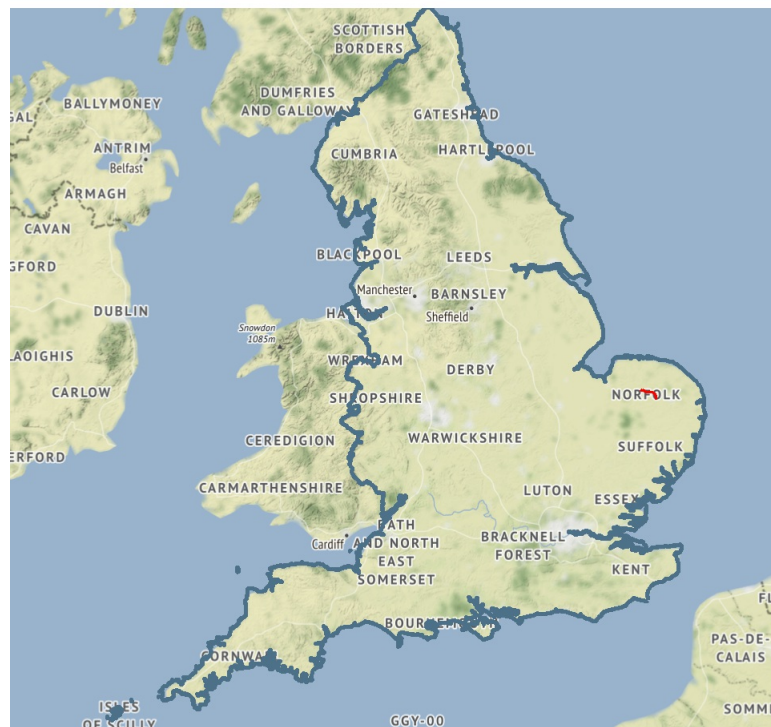 SCOTTISH
BORDERS
DUMFRIES
AND GALLOWAY
BALLYMONEY
GAL
GATESHEAD
ANTRIM
HARTLEPOOL
CUMBRIA
Belfast
ARMAGH
CAVAN
BLACKPOOL
LEEDS
GFORD
Manchester
BARNSLEY
DUBLIN
HALTON
Sheffield
Snowdon
1085m
LAOIGHIS
WREXHAM
DERBY
CARLOW
SHROPSHIRE
NORFOLK
CEREDIGION
WARWICKSHIRE
SUFFOLK
ERFORD
CARMARTHENSHIRE
LUTON
ESSEX
BATH
AND NORTH
EAST
SOMERSET
Cardiff
BRACKNELL
FOREST
KENT
FL
BOURNEMOUTH
PAS-DE-
CALAIS
CORNWA
ISLES
OF SCILLY
SOMM
GGY-00